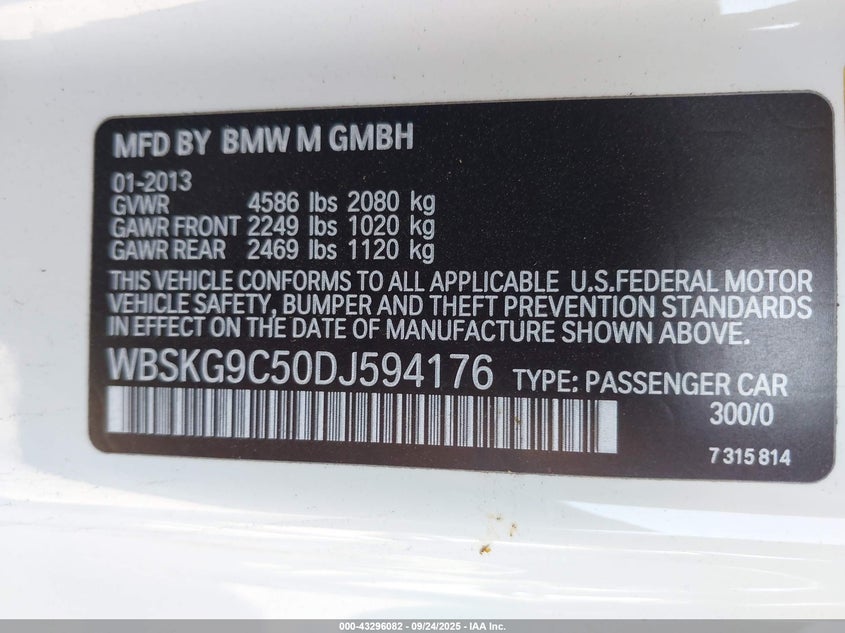 MFD BY BMW M GMBH
01-2013
GVWR 4586 lbs 2080 kg
GAWR FRONT 2249 lbs 1020 kg
GAWR REAR 2469 lbs 1120 kg
THIS VEHICLE CONFORMS TO ALL APPLICABLE U.S.FEDERAL MOTOR
VEHICLE SAFETY, BUMPER AND THEFT PREVENTION STANDARDS
IN EFFECT ON THE DATE OF MANUFACTURE SHOWN ABOVE.
WBSKG9C50DJ594176 TYPE: PASSENGER CAR
300/0
7 315 814
000-43296082 - 09/24/2025 - IAA Inc.